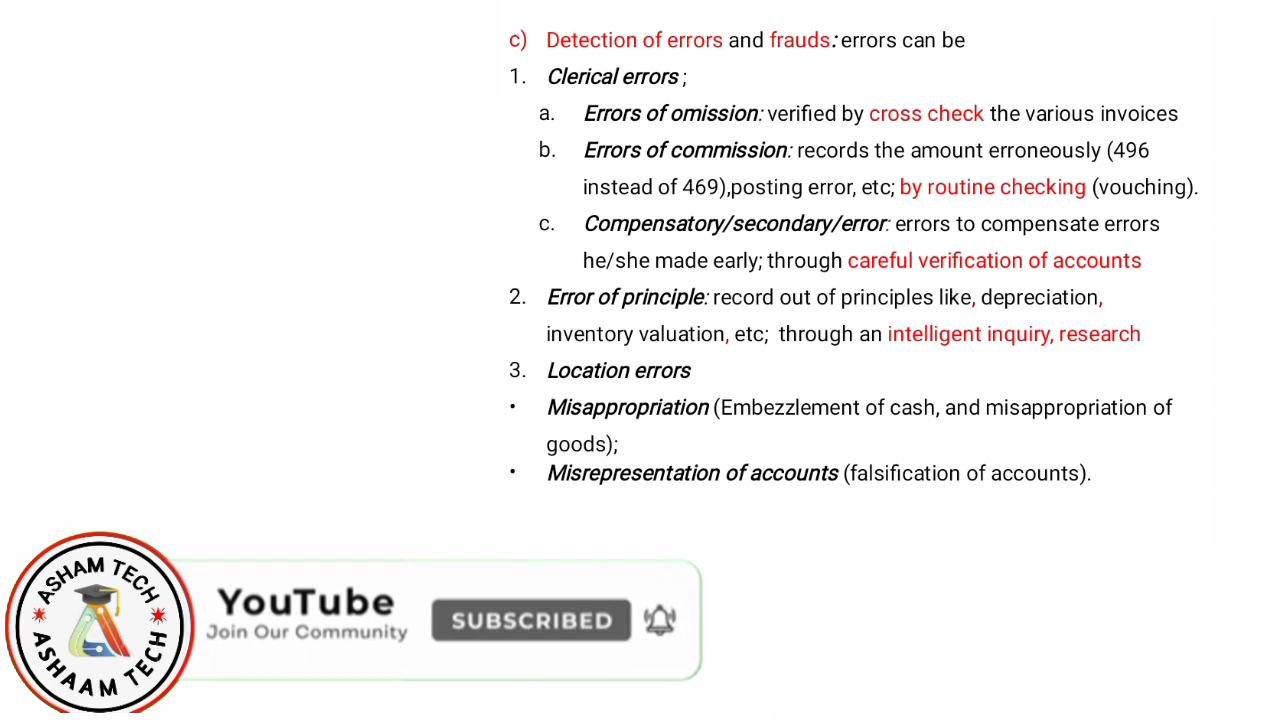 c) Detection of errors and frauds: errors can be
1. Clerical errors ;
a. Errors of omission: verified by cross check the various invoices
b. Errors of commission: records the amount erroneously (496
instead of 469),posting error, etc; by routine checking (vouching).
c. Compensatory/secondary/error: errors to compensate errors
he/she made early; through careful verification of accounts
2. Error of principle: record out of principles like, depreciation,
inventory valuation, etc; through an intelligent inquiry, research
3. Location errors
• Misappropriation (Embezzlement of cash, and misappropriation of
goods);
• Misrepresentation of accounts (falsification of accounts).
ASHAM TECH
ASHAAM TECH
YouTube
Join Our Community
SUBSCRIBED